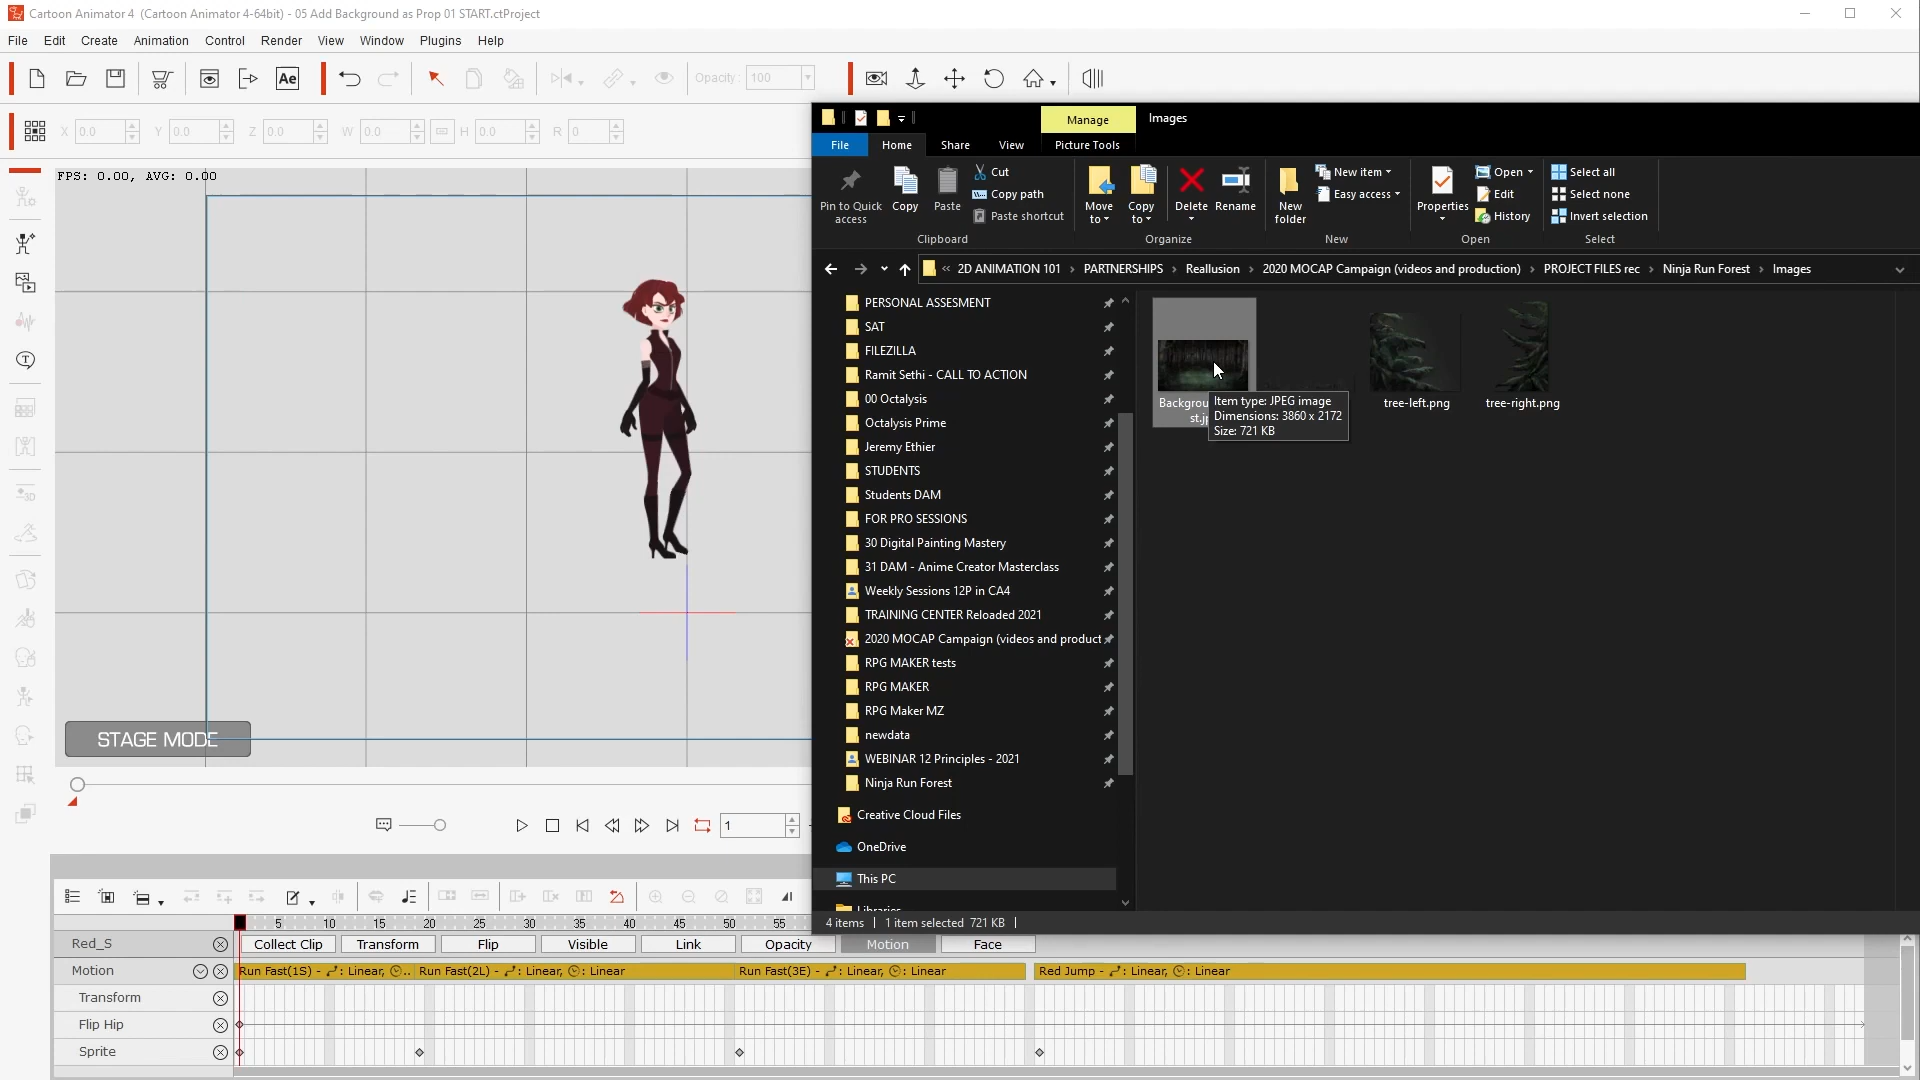 Cartoon Animator 4  (Cartoon Animator 4-64bit) - 05 Add Background as Prop 01 START.ctProject
File Edit Create Animation Control Render View Window Plugins Help
Ae
Opacity: 100
X 0.0 Y 0.0 Z 0.0 W 0.0 H 0.0 R 0
FPS: 0.00, AVG: 0.00
STAGE MODE
1
Manage Images
File Home Share View Picture Tools
Pin to Quick access
Copy
Paste
Cut
Copy path
Paste shortcut
Clipboard
Move to
Copy to
Delete
Rename
Organize
New folder
New item
Easy access
New
Properties
Open
Edit
History
Open
Select all
Select none
Invert selection
Select
« 2D ANIMATION 101 › PARTNERSHIPS › Reallusion › 2020 MOCAP Campaign (videos and production) › PROJECT FILES rec › Ninja Run Forest › Images
PERSONAL ASSESMENT
SAT
FILEZILLA
Ramit Sethi - CALL TO ACTION
00 Octalysis
Octalysis Prime
Jeremy Ethier
STUDENTS
Students DAM
FOR PRO SESSIONS
30 Digital Painting Mastery
31 DAM - Anime Creator Masterclass
Weekly Sessions 12P in CA4
TRAINING CENTER Reloaded 2021
2020 MOCAP Campaign (videos and product
RPG MAKER tests
RPG MAKER
RPG Maker MZ
newdata
WEBINAR 12 Principles - 2021
Ninja Run Forest
Creative Cloud Files
OneDrive
This PC
Libraries
Backgrou
st.jp
Item type: JPEG image
Dimensions: 3860 x 2172
Size: 721 KB
tree-left.png
tree-right.png
4 items 1 item selected 721 KB
5 10 15 20 25 30 35 40 45 50 55
Red_S Collect Clip Transform Flip Visible Link Opacity Motion Face
Motion Run Fast(1S) - : Linear, .. Run Fast(2L) - : Linear, : Linear Run Fast(3E) - : Linear, : Linear Red Jump - : Linear, : Linear
Transform
Flip Hip
Sprite